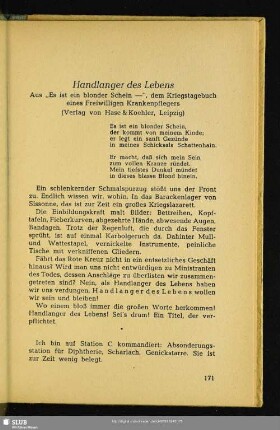 Handlanger des Lebens
Aus „Es ist ein blonder Schein —", dem Kriegstagebuch
eines Freiwilligen Krankenpflegers
(Verlag von Hase & Koehler, Leipzig)
Es ist ein blonder Schein,
der kommt von meinem Kinde;
er legt ein sanft Gewinde
in meines Schicksals Schattenhain.
Er macht, daß sich mein Sein
zum vollen Kranze ründet.
Mein tiefstes Dunkel mündet
in dieses blasse Blond hinein.
Ein schlenkernder Schmalspurzug stößt uns der Front
zu. Endlich wissen wir, wohin. In das Barackenlager von
Sissonne, das ist zur Zeit ein großes Kriegslazarett.
Die Einbildungskraft malt Bilder: Bettreihen, Kopf-
tafeln, Fieberkurven, abgezehrte Hände, abwesende Augen,
Bandagen. Trotz der Regenluft, die durch das Fenster
sprüht, ist auf einmal Karbolgeruch da. Dahinter Mull-
und Wattestapel, vernickelte Instrumente, peinliche
Tische mit verkniffenen Gliedern.
Fährt das Rote Kreuz nicht in ein entsetzliches Geschäft
hinaus? Wird man uns nicht entwürdigen zu Ministranten
des Todes, dessen Anschläge zu überlisten wir zusammen-
getreten sind? Nein, als Handlanger des Lebens haben
wir uns verdungen. Handlanger des Lebens wollen
wir sein und bleiben!
Wo einem bloß immer die großen Worte herkommen!
Handlanger des Lebens! Sei's drum! Ein Titel, der ver-
pflichtet.
*
Ich bin auf Station C kommandiert: Absonderungs-
station für Diphtherie, Scharlach, Genickstarre. Sie ist
zur Zeit wenig belegt.
171
SLUB